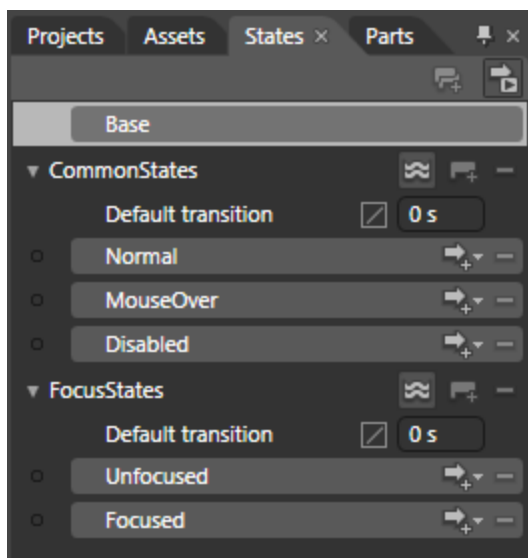 Projects Assets States × Parts
Base
CommonStates
Default transition 0 s
Normal
MouseOver
Disabled
FocusStates
Default transition 0 s
Unfocused
Focused